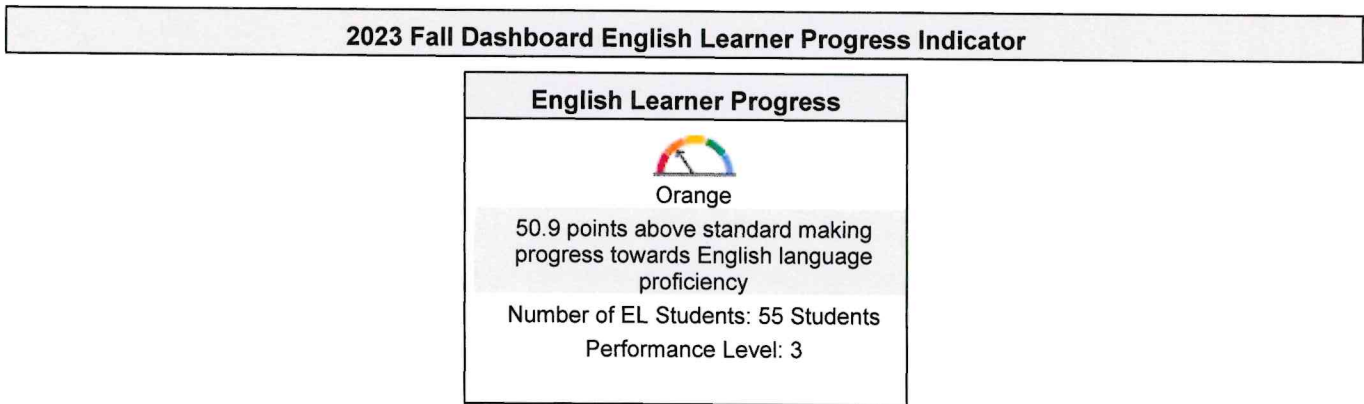 2023 Fall Dashboard English Learner Progress Indicator
English Learner Progress
Orange
50.9 points above standard making
progress towards English language
proficiency
Number of EL Students: 55 Students
Performance Level: 3